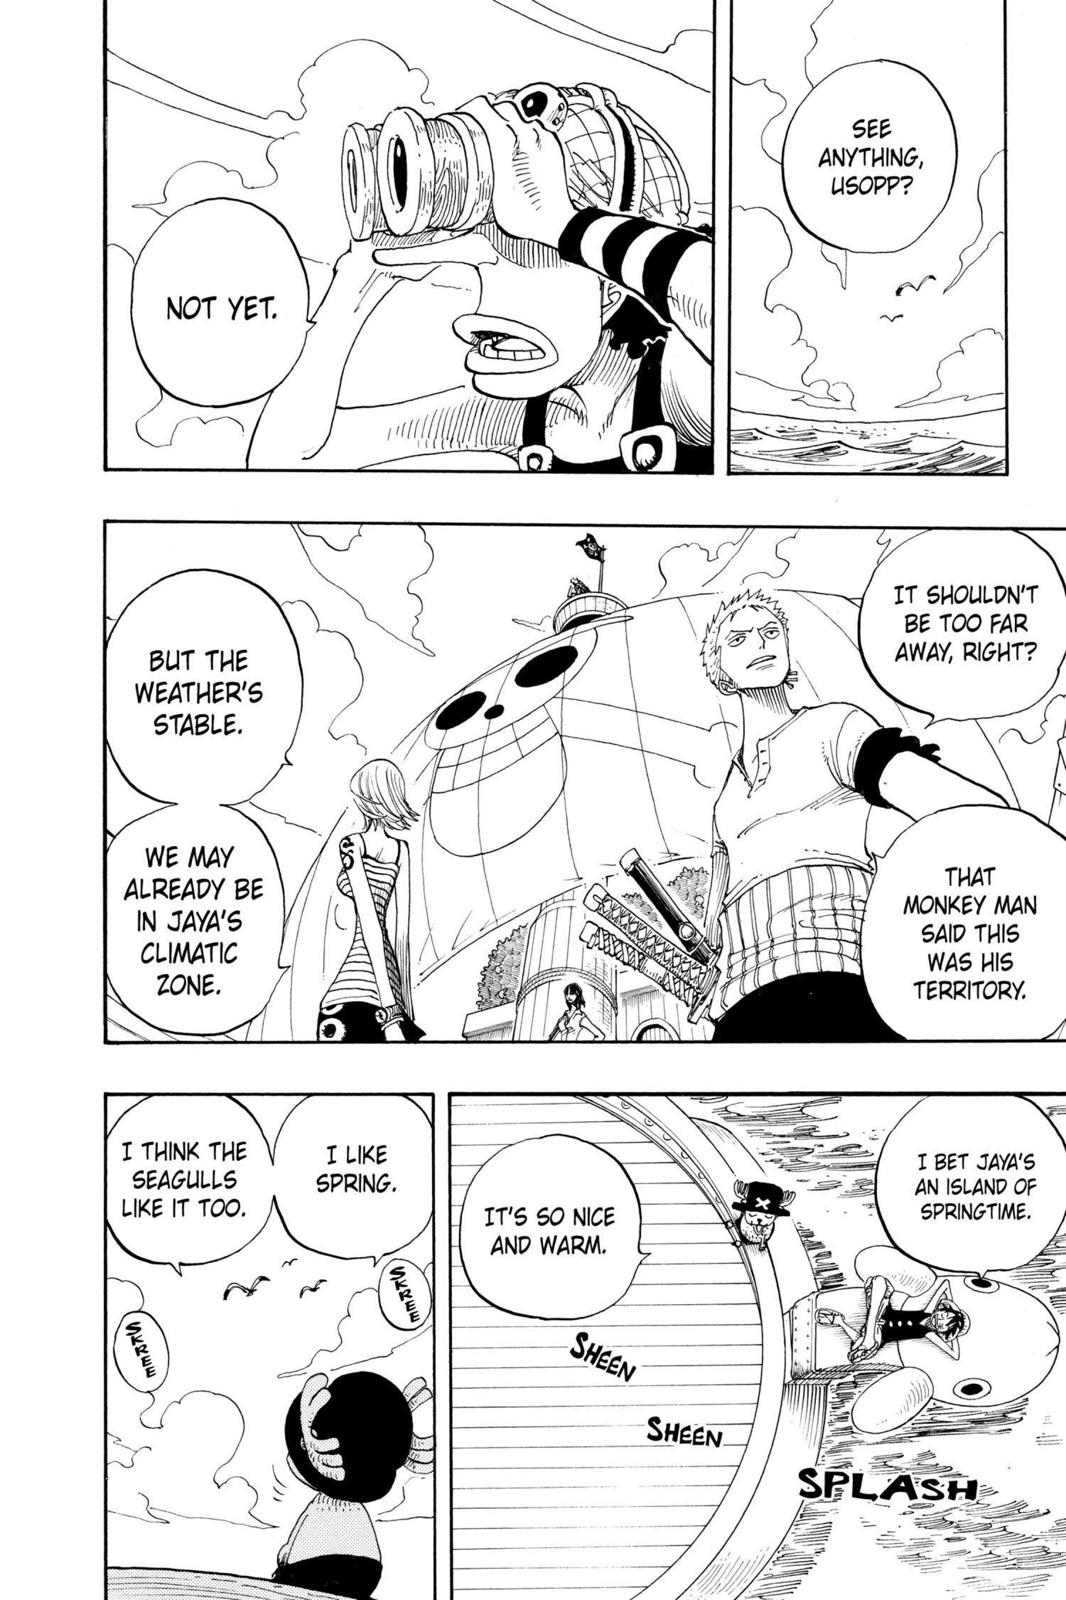 SEE
ANYTHING,
USOPP?
NOT YET.
IT SHOULDN'T
BE TOO FAR
AWAY, RIGHT?
THAT
MONKEY MAN
SAID THIS
WAS HIS
TERRITORY.
BUT THE
WEATHER'S
STABLE.
WE MAY
ALREADY BE
IN JAYA'S
CLIMATIC
ZONE.
I BET JAYA'S
AN ISLAND OF
SPRINGTIME.
IT'S SO NICE
AND WARM.
SHEEN
SHEEN
SPLASH
I LIKE
SPRING.
I THINK THE
SEAGULLS
LIKE IT TOO.
SKREE
SKREE